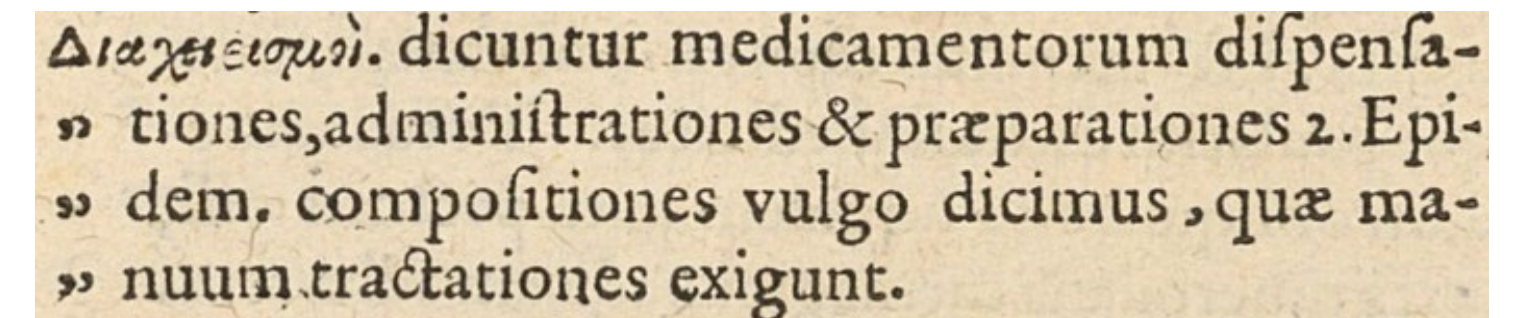 Διαχειρισμοὶ. dicuntur medicamentorum diſpenſa-
„ tiones,adminiſtrationes & præparationes 2. Epi-
„ dem. compoſitiones vulgo dicimus, quæ ma-
„ nuum tractationes exigunt.